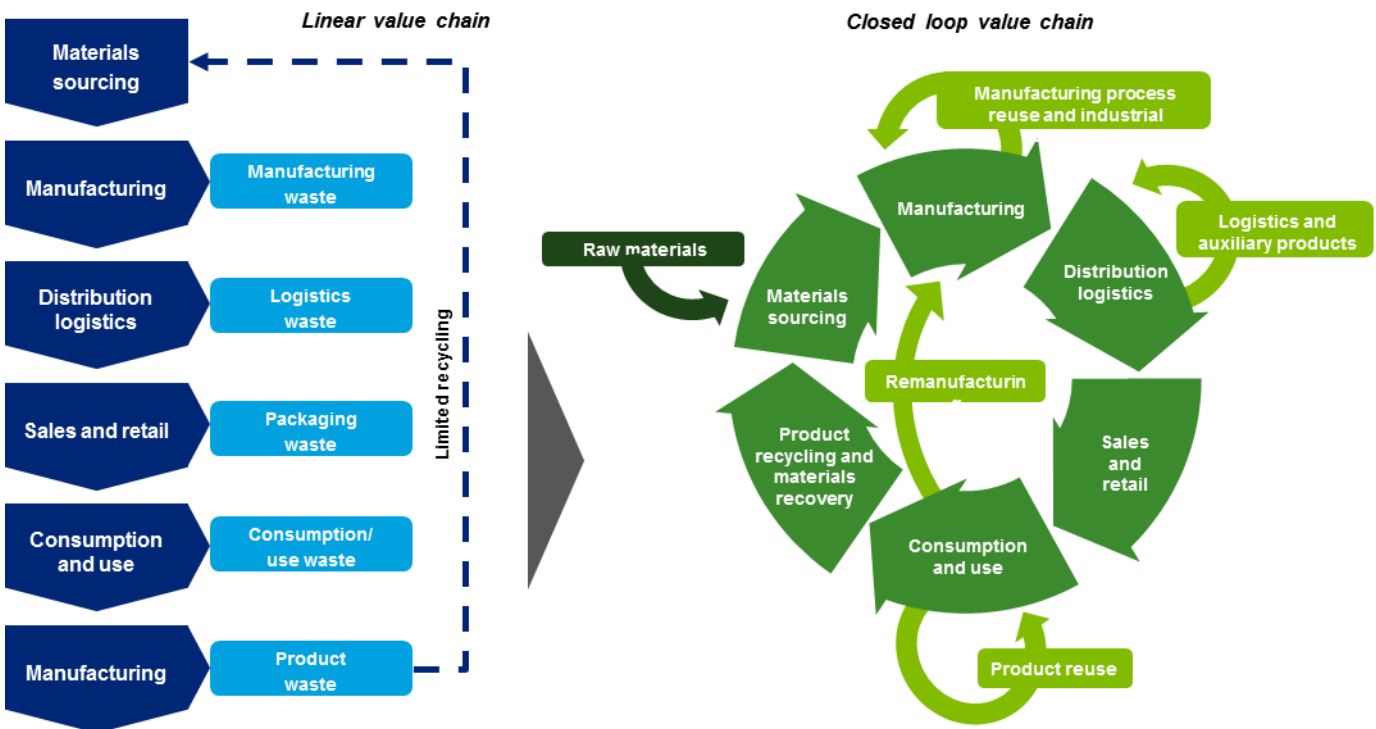 Linear value chain
Materials
sourcing
Manufacturing
Manufacturing
waste
Distribution
logistics
Logistics
waste
Sales and retail
Packaging
waste
Consumption
and use
Consumption/
use waste
Manufacturing
Product
waste
Limited recycling
Closed loop value chain
Manufacturing process
reuse and industrial
Manufacturing
Logistics and
auxiliary products
Distribution
logistics
Raw materials
Materials
sourcing
Remanufacturin
Product
recycling and
materials
recovery
Sales
and
retail
Consumption
and use
Product reuse